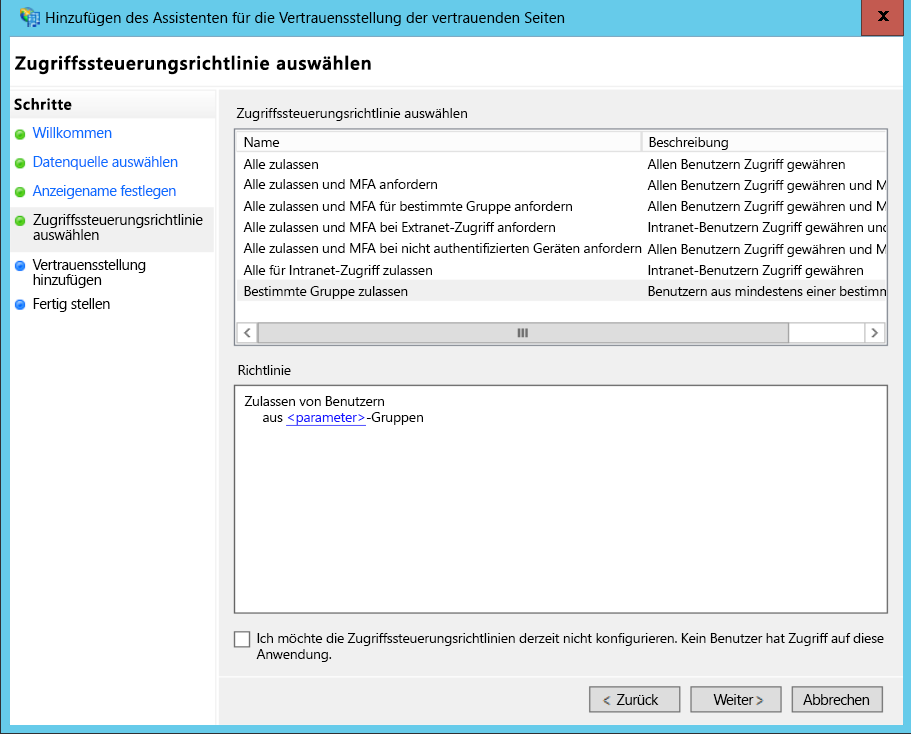 Hinzufügen des Assistenten für die Vertrauensstellung der vertrauenden Seiten
x
Zugriffssteuerungsrichtlinie auswählen
Schritte
Willkommen
Datenquelle auswählen
Anzeigename festlegen
Zugriffssteuerungsrichtlinie
auswählen
Vertrauensstellung
hinzufügen
Fertig stellen
Zugriffssteuerungsrichtlinie auswählen
Name Beschreibung
Alle zulassen Allen Benutzern Zugriff gewähren
Alle zulassen und MFA anfordern Allen Benutzern Zugriff gewähren und M
Alle zulassen und MFA für bestimmte Gruppe anfordern Allen Benutzern Zugriff gewähren und M
Alle zulassen und MFA bei Extranet-Zugriff anfordern Intranet-Benutzern Zugriff gewähren und
Alle zulassen und MFA bei nicht authentifizierten Geräten anfordern Allen Benutzern Zugriff gewähren und M
Alle für Intranet-Zugriff zulassen Intranet-Benutzern Zugriff gewähren
Bestimmte Gruppe zulassen Benutzern aus mindestens einer bestimm
Richtlinie
Zulassen von Benutzern
aus <parameter>-Gruppen
Ich möchte die Zugriffssteuerungsrichtlinien derzeit nicht konfigurieren. Kein Benutzer hat Zugriff auf diese
Anwendung.
< Zurück Weiter > Abbrechen